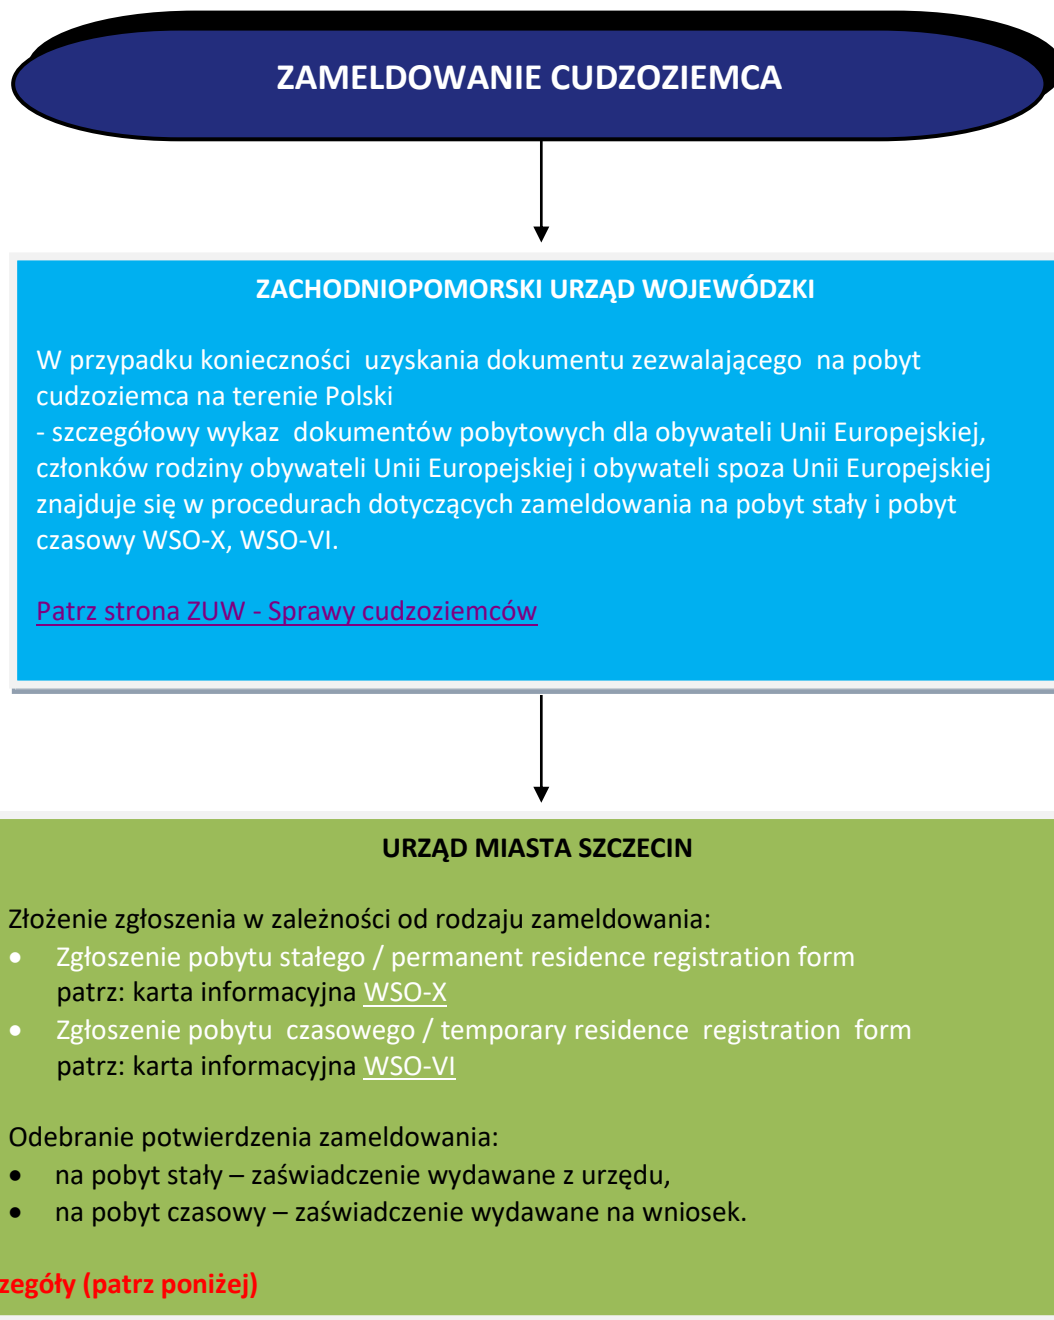 ZAMELDOWANIE CUDZOZIEMCA
ZACHODNIOPOMORSKI URZĄD WOJEWÓDZKI
W przypadku konieczności uzyskania dokumentu zezwalającego na pobyt
cudzoziemca na terenie Polski
- szczegółowy wykaz dokumentów pobytowych dla obywateli Unii Europejskiej,
członków rodziny obywateli Unii Europejskiej i obywateli spoza Unii Europejskiej
znajduje się w procedurach dotyczących zameldowania na pobyt stały i pobyt
czasowy WSO-X, WSO-VI.
Patrz strona ZUW - Sprawy cudzoziemców
URZĄD MIASTA SZCZECIN
Złożenie zgłoszenia w zależności od rodzaju zameldowania:
• Zgłoszenie pobytu stałego / permanent residence registration form
patrz: karta informacyjna WSO-X
• Zgłoszenie pobytu czasowego / temporary residence registration form
patrz: karta informacyjna WSO-VI
Odebranie potwierdzenia zameldowania:
• na pobyt stały – zaświadczenie wydawane z urzędu,
• na pobyt czasowy – zaświadczenie wydawane na wniosek.
zegóły (patrz poniżej)